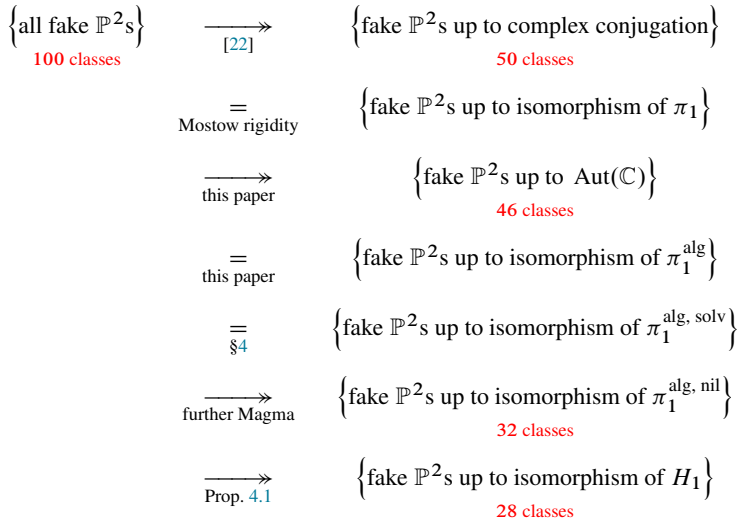 {all fake ℙ²s} ↠ {fake ℙ²s up to complex conjugation}
100 classes [22] 50 classes
= {fake ℙ²s up to isomorphism of π₁}
Mostow rigidity
↠ {fake ℙ²s up to Aut(ℂ)}
this paper 46 classes
= {fake ℙ²s up to isomorphism of π₁^alg}
this paper
= {fake ℙ²s up to isomorphism of π₁^alg, solv}
§4
↠ {fake ℙ²s up to isomorphism of π₁^alg, nil}
further Magma 32 classes
↠ {fake ℙ²s up to isomorphism of H₁}
Prop. 4.1 28 classes